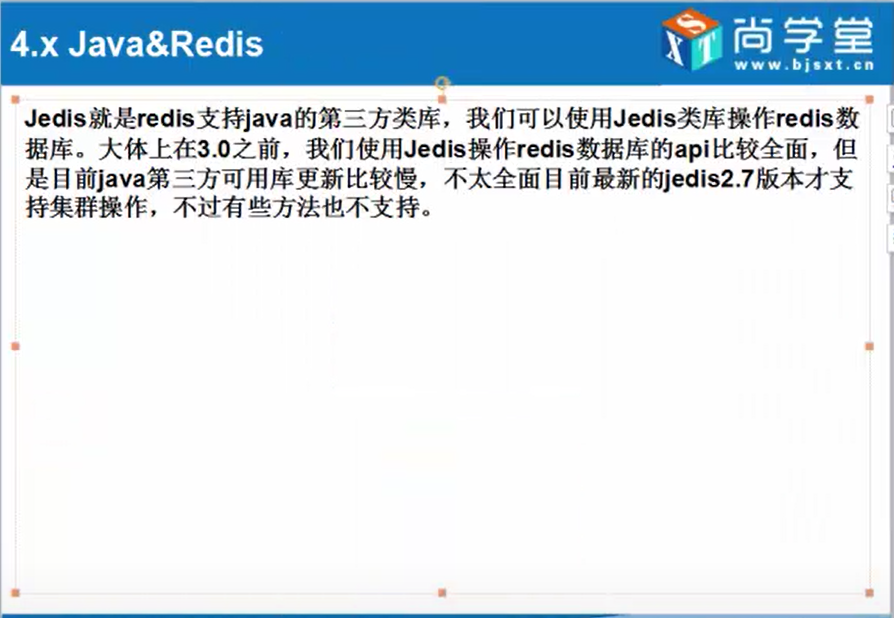 4.x Java&Redis
SXT
尚学堂
www.bjsxt.cn
Jedis就是redis支持java的第三方类库，我们可以使用Jedis类库操作redis数
据库。大体上在3.0之前，我们使用Jedis操作redis数据库的api比较全面，但
是目前java第三方可用库更新比较慢，不太全面目前最新的jedis2.7版本才支
持集群操作，不过有些方法也不支持。